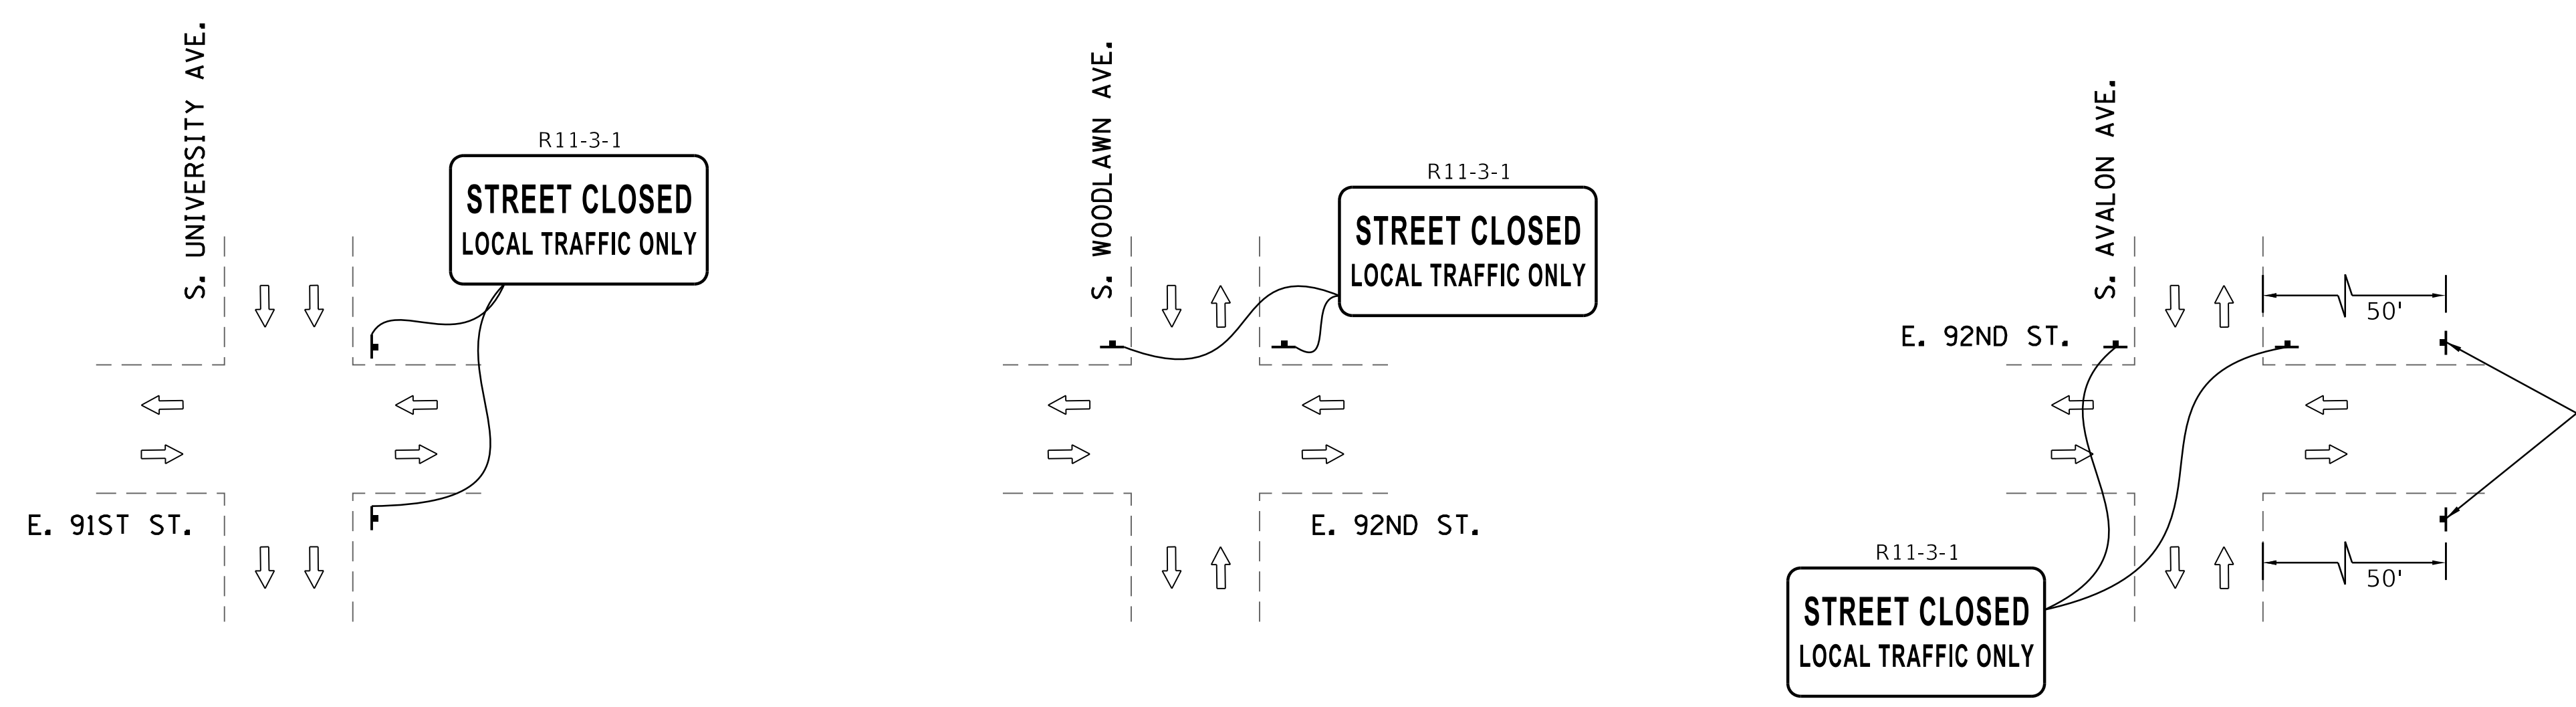 S. UNIVERSITY AVE.
R11-3-1
STREET CLOSED
LOCAL TRAFFIC ONLY
E. 91ST ST.
S. WOODLAWN AVE.
R11-3-1
STREET CLOSED
LOCAL TRAFFIC ONLY
E. 92ND ST.
S. AVALON AVE.
E. 92ND ST.
50'
50'
R11-3-1
STREET CLOSED
LOCAL TRAFFIC ONLY